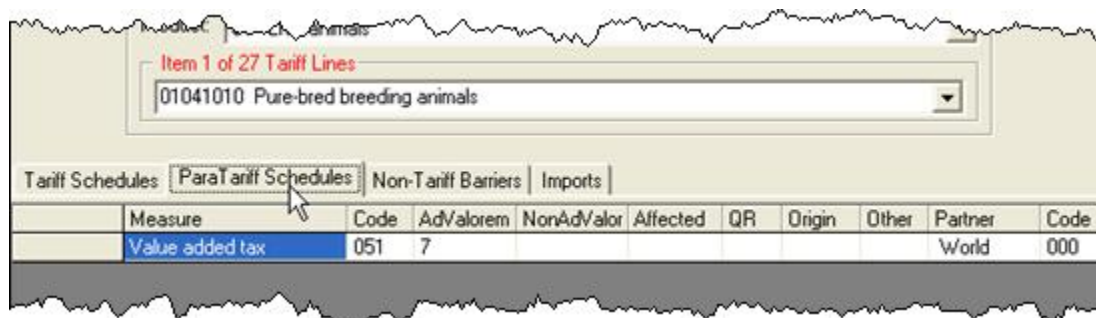 animals
Item 1 of 27 Tariff Lines
01041010 Pure-bred breeding animals
Tariff Schedules ParaTariff Schedules Non-Tariff Barriers Imports
Measure Code AdValorem NonAdValor Affected QR Origin Other Partner Code
Value added tax 051 7 World 000